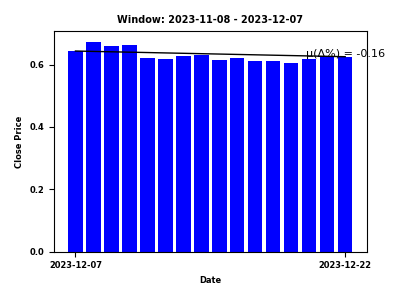 Window: 2023-11-08 - 2023-12-07
μ(Δ%) = -0.16
0.6
0.4
0.2
0.0
Close Price
2023-12-07 2023-12-22
Date